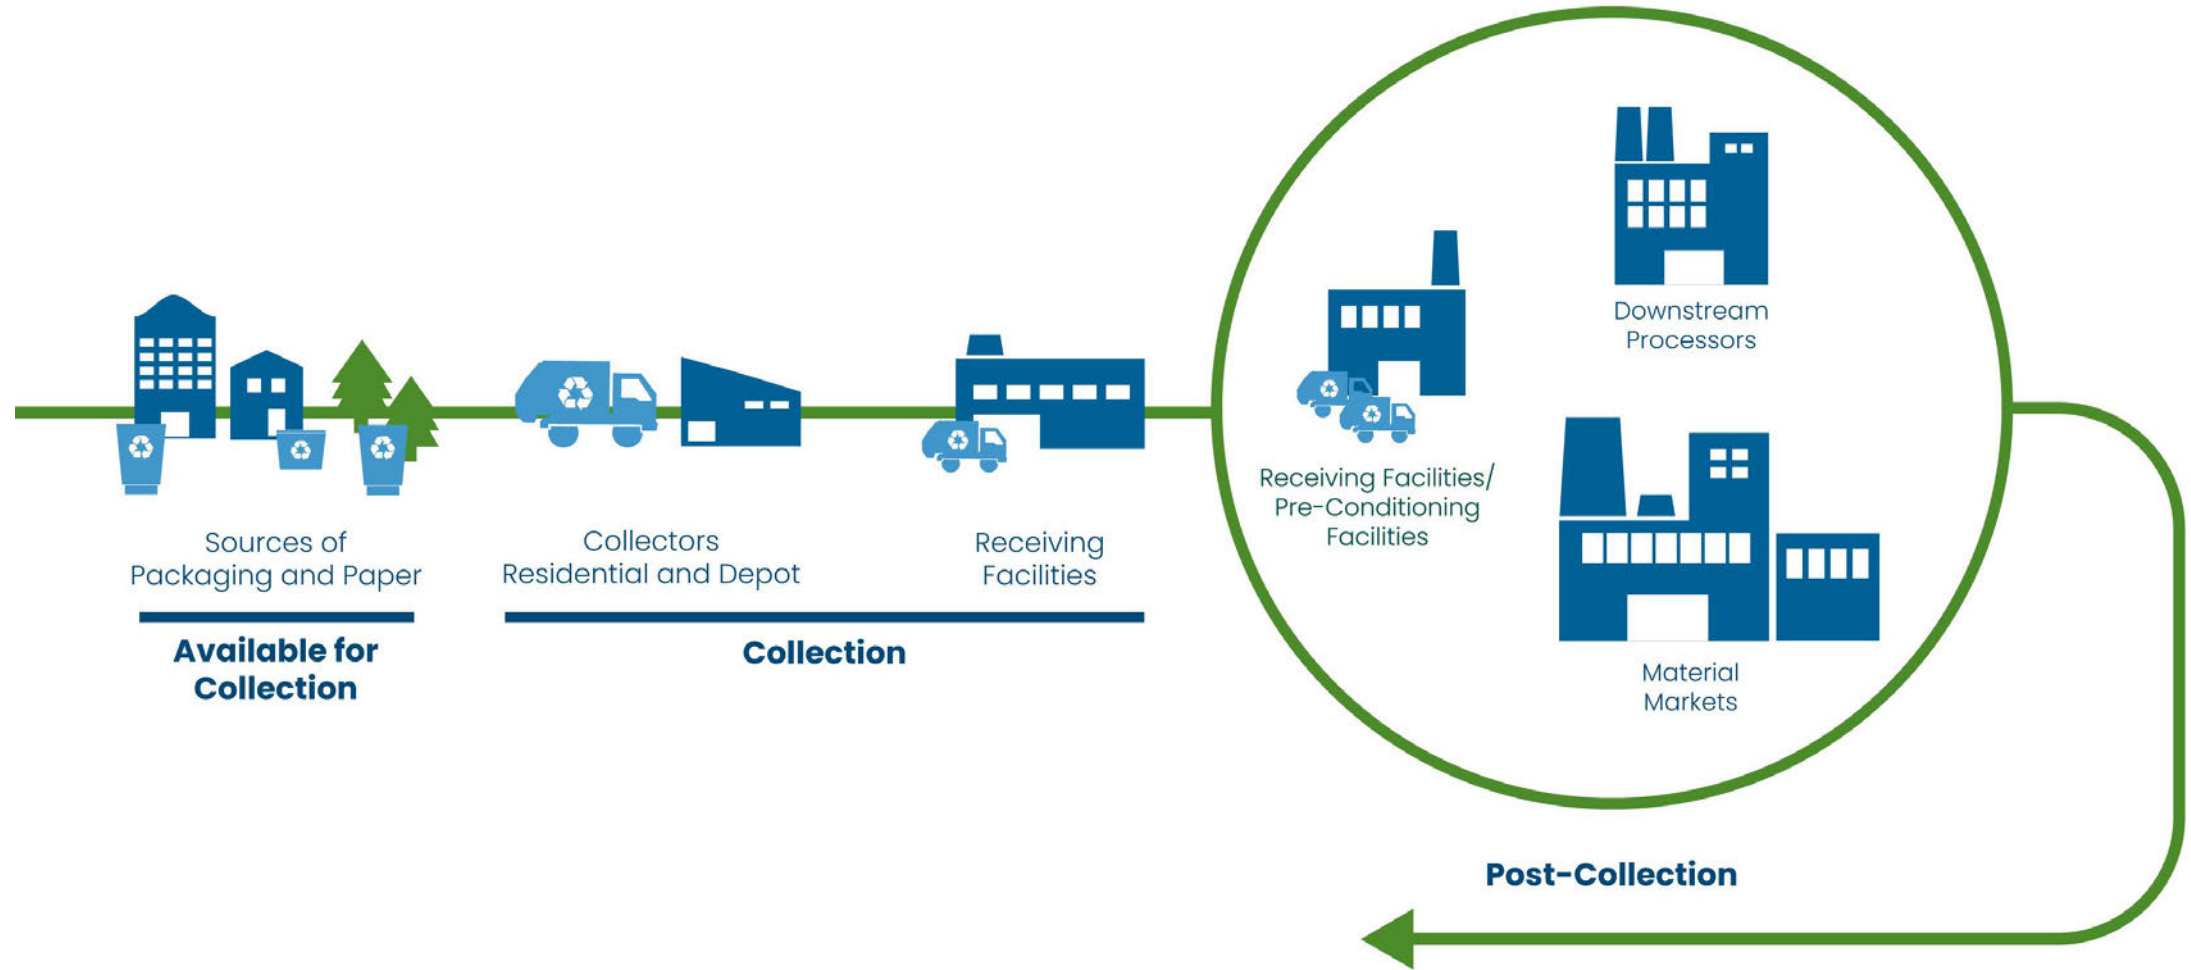 Sources of
Packaging and Paper
Available for
Collection
Collectors
Residential and Depot
Receiving
Facilities
Collection
Receiving Facilities/
Pre-Conditioning
Facilities
Downstream
Processors
Material
Markets
Post-Collection